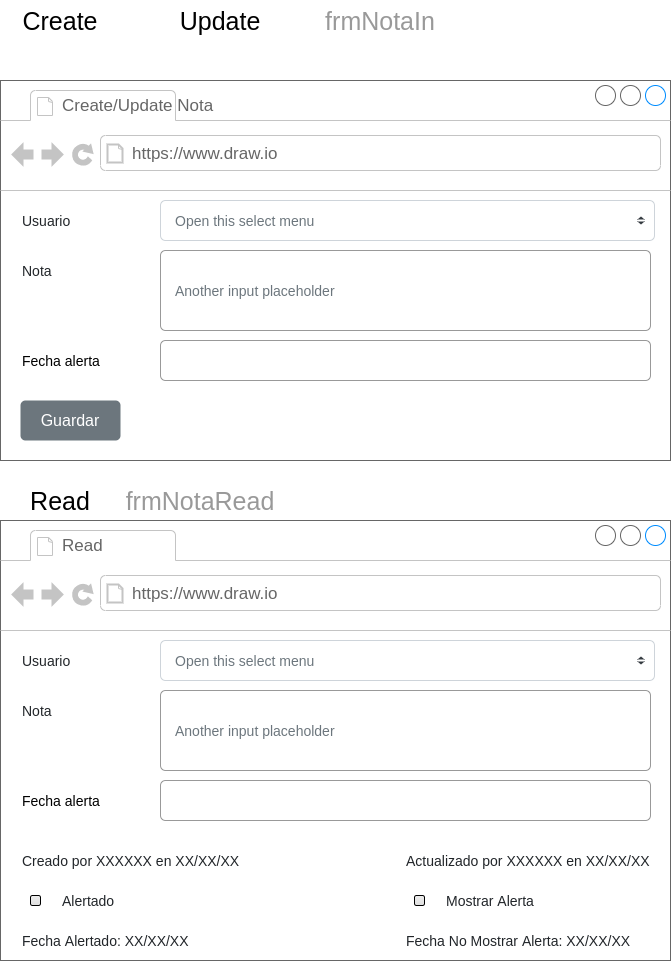 Create Update frmNotaIn
Create/Update Nota
https://www.draw.io
Usuario Open this select menu
Nota Another input placeholder
Fecha alerta
Guardar
Read frmNotaRead
Read
https://www.draw.io
Usuario Open this select menu
Nota Another input placeholder
Fecha alerta
Creado por XXXXXX en XX/XX/XX Actualizado por XXXXXX en XX/XX/XX
Alertado Mostrar Alerta
Fecha Alertado: XX/XX/XX Fecha No Mostrar Alerta: XX/XX/XX